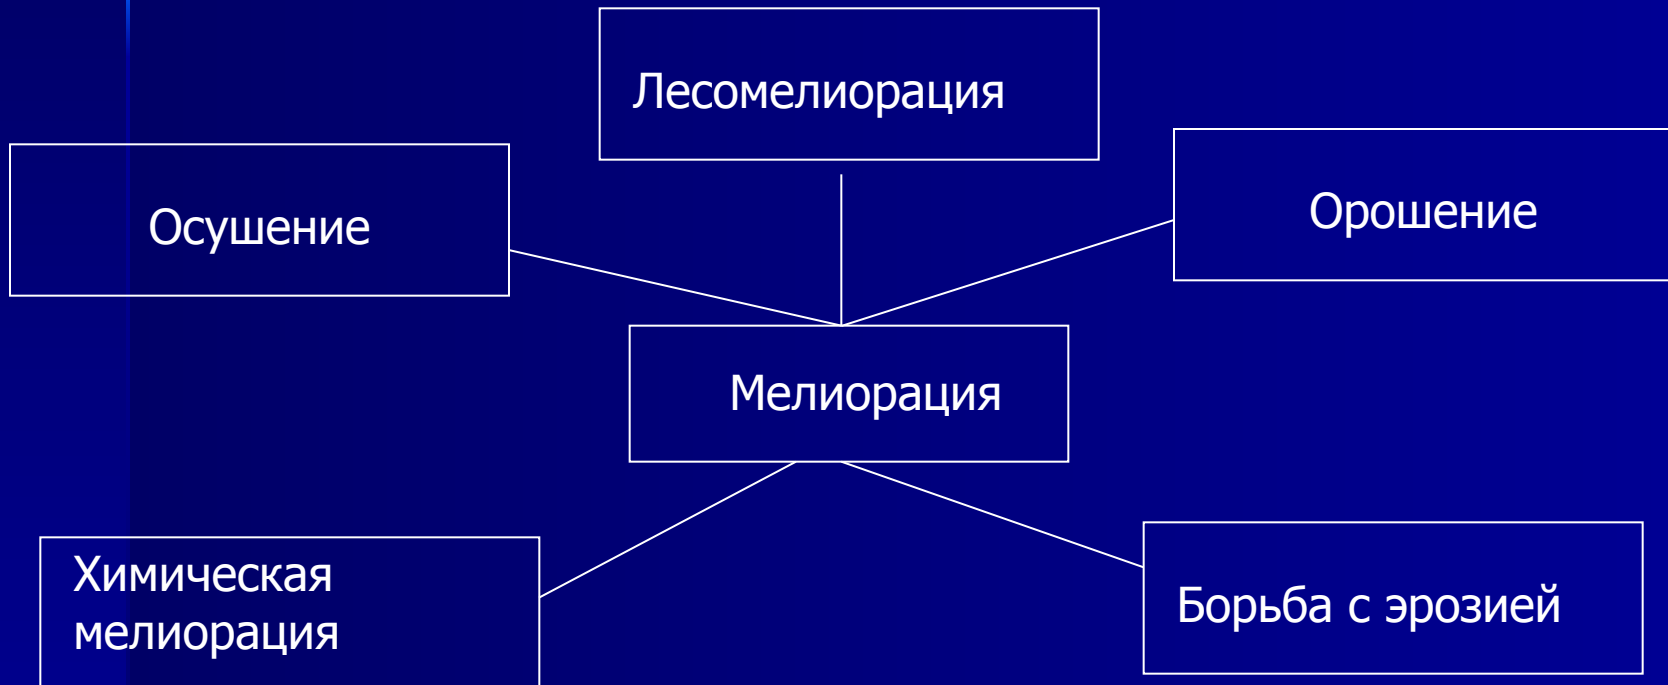 Лесомелиорация
Осушение
Орошение
Мелиорация
Химическая
мелиорация
Борьба с эрозией